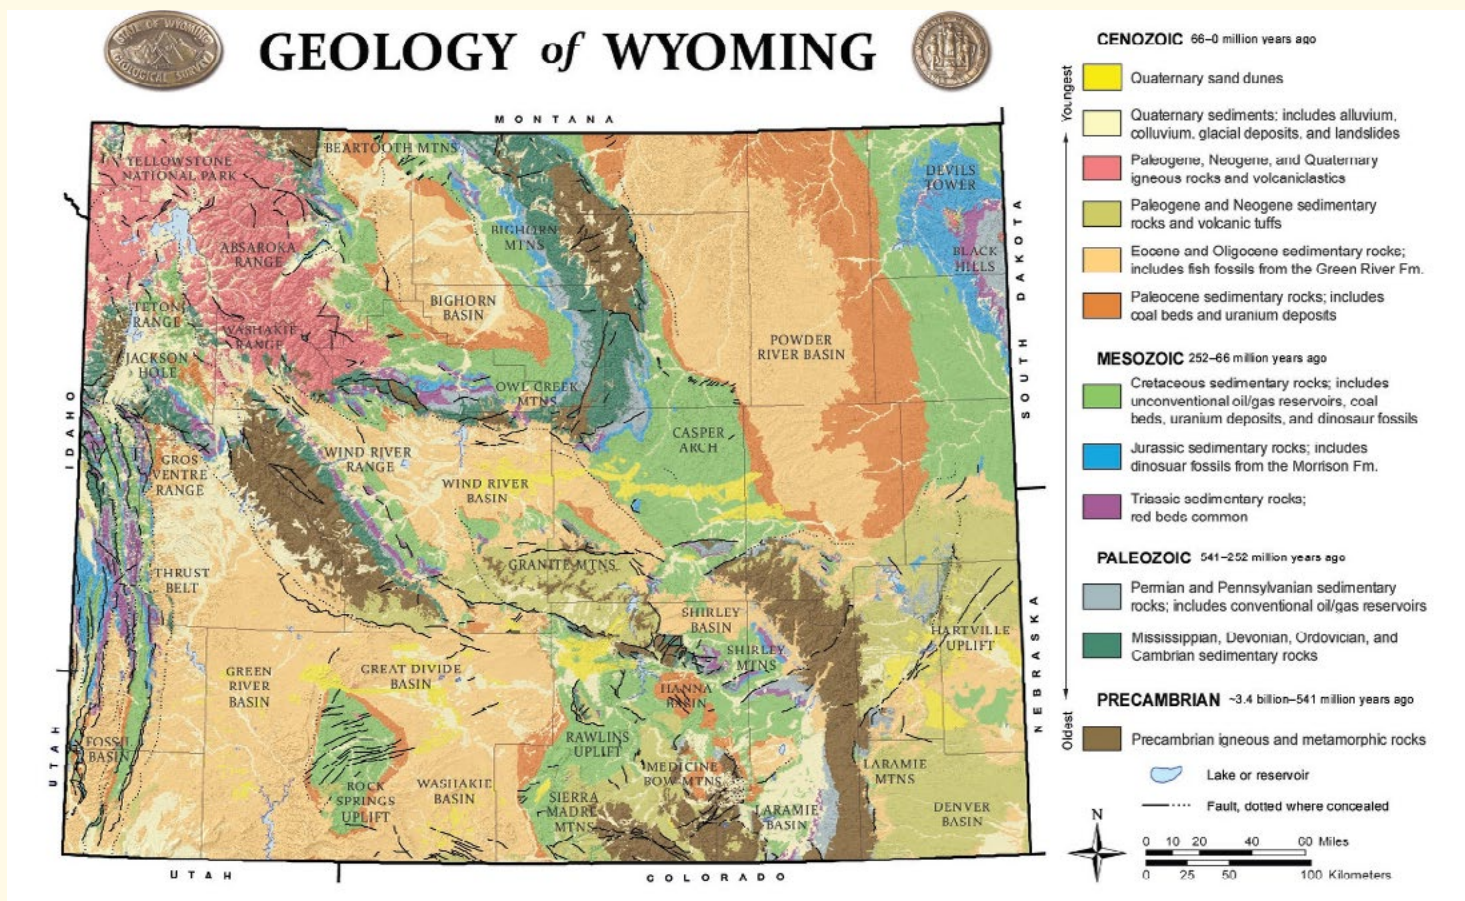 STATE OF WYOMING
GEOLOGICAL SURVEY
GEOLOGY of WYOMING
MONTANA
YELLOWSTONE
NATIONAL PARK
BEARTOOTH MTNS
DEVILS
TOWER
ABSAROKA
RANGE
BIGHORN
MTNS
BLACK
HILLS
SOUTH DAKOTA
TETON
RANGE
WASHAKIE
RANGE
BIGHORN
BASIN
POWDER
RIVER BASIN
JACKSON
HOLE
OWL CREEK
MTNS
IDAHO
GROS
VENTRE
RANGE
WIND RIVER
RANGE
CASPER
ARCH
WIND RIVER
BASIN
THRUST
BELT
GRANITE MTNS
SHIRLEY
BASIN
HARTVILLE
UPLIFT
NEBRASKA
SHIRLEY
MTNS
GREEN
RIVER
BASIN
GREAT DIVIDE
BASIN
HANNA
BASIN
UTAH
FOSSIL
BASIN
RAWLINS
UPLIFT
MEDICINE
BOW MTNS
LARAMIE
MTNS
ROCK
SPRINGS
UPLIFT
WASHAKIE
BASIN
SIERRA
MADRE
MTNS
LARAMIE
BASIN
DENVER
BASIN
UTAH
COLORADO
CENOZOIC 66–0 million years ago
Youngest
Quaternary sand dunes
Quaternary sediments; includes alluvium,
colluvium, glacial deposits, and landslides
Paleogene, Neogene, and Quaternary
igneous rocks and volcaniclastics
Paleogene and Neogene sedimentary
rocks and volcanic tuffs
Eocene and Oligocene sedimentary rocks;
includes fish fossils from the Green River Fm.
Paleocene sedimentary rocks; includes
coal beds and uranium deposits
MESOZOIC 252–66 million years ago
Cretaceous sedimentary rocks; includes
unconventional oil/gas reservoirs, coal
beds, uranium deposits, and dinosaur fossils
Jurassic sedimentary rocks; includes
dinosuar fossils from the Morrison Fm.
Triassic sedimentary rocks;
red beds common
PALEOZOIC 541–252 million years ago
Permian and Pennsylvanian sedimentary
rocks; includes conventional oil/gas reservoirs
Mississippian, Devonian, Ordovician, and
Cambrian sedimentary rocks
PRECAMBRIAN ~3.4 billion–541 million years ago
Oldest
Precambrian igneous and metamorphic rocks
Lake or reservoir
Fault, dotted where concealed
N
0 10 20 40 60 Miles
0 25 50 100 Kilometers